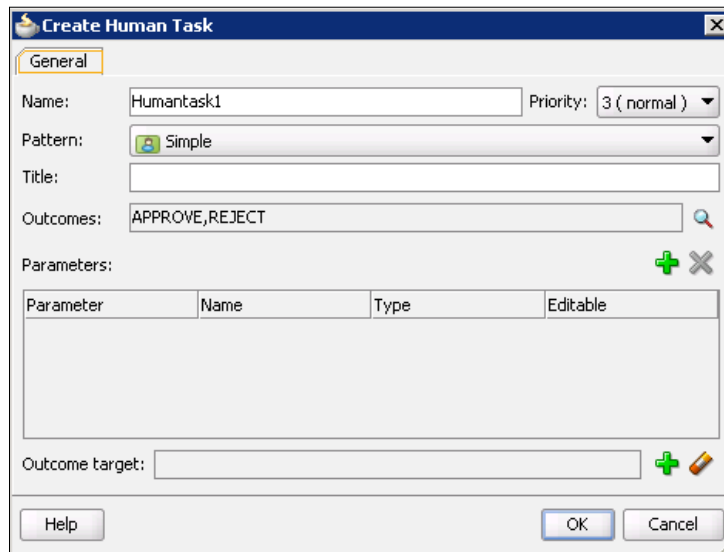 Create Human Task
General
Name: Humantask1 Priority: 3 ( normal )
Pattern: Simple
Title:
Outcomes: APPROVE,REJECT
Parameters:
Parameter Name Type Editable
Outcome target:
Help OK Cancel